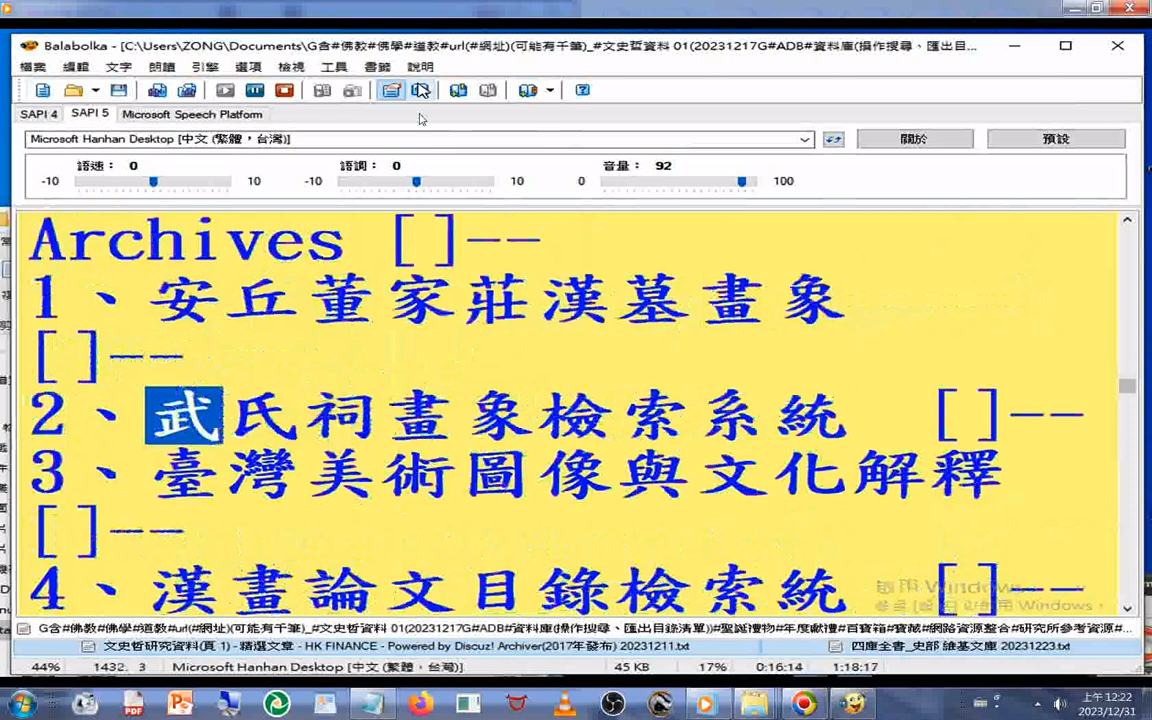 Balabolka - [C:\Users\ZONG\Documents\G含#佛教#佛學#道教#url(#網址)(可能有千筆)_#文史哲資料 01(20231217G#ADB#資料庫(操作搜尋、匯出目...
檔案 編輯 文字 朗讀 引擎 選項 檢視 工具 書籤 說明
SAPI 4 SAPI 5 Microsoft Speech Platform
Microsoft Hanhan Desktop [中文 (繁體，台灣)] 關於 預設
語速： 0 語調： 0 音量： 92
-10 10 -10 10 0 100
Archives []--
1、安丘董家莊漢墓畫象
[]--
2、武氏祠畫象檢索系統 []--
3、臺灣美術圖像與文化解釋
[]--
4、漢畫論文目錄檢索統 []--
G含#佛教#佛學#道教#url(#網址)(可能有千筆)_#文史哲資料 01(20231217G#ADB#資料庫(操作搜尋、匯出目錄清單))#聖誕禮物#年度獻禮#百寶箱#寶藏#網路資源整合#研究所參考資源#...
文史哲研究資料(頁 1) - 精選文章 - HK FINANCE - Powered by Discuz! Archiver(2017年發布) 20231211.txt 四庫全書_史部 維基文庫 20231223.txt
44% 1432: 3 Microsoft Hanhan Desktop [中文 (繁體，台灣)] 45 KB 17% 0:16:14 1:18:17
上午 12:22
2023/12/31